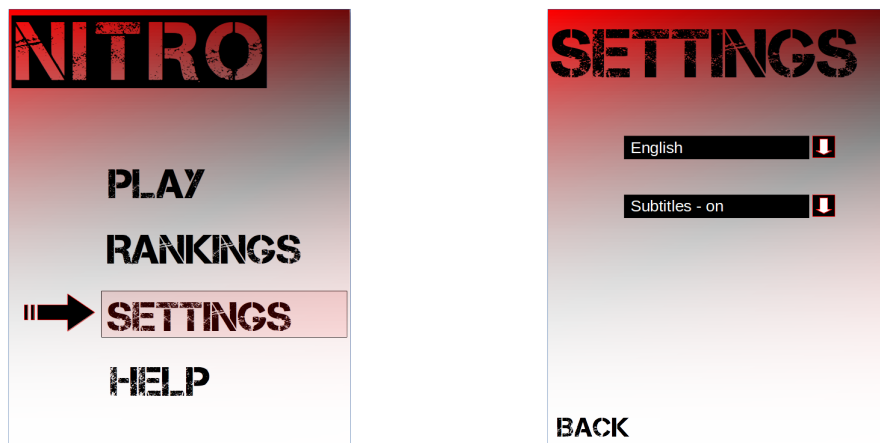 NITRO
PLAY
RANKINGS
SETTINGS
HELP
SETTINGS
English
Subtitles - on
BACK